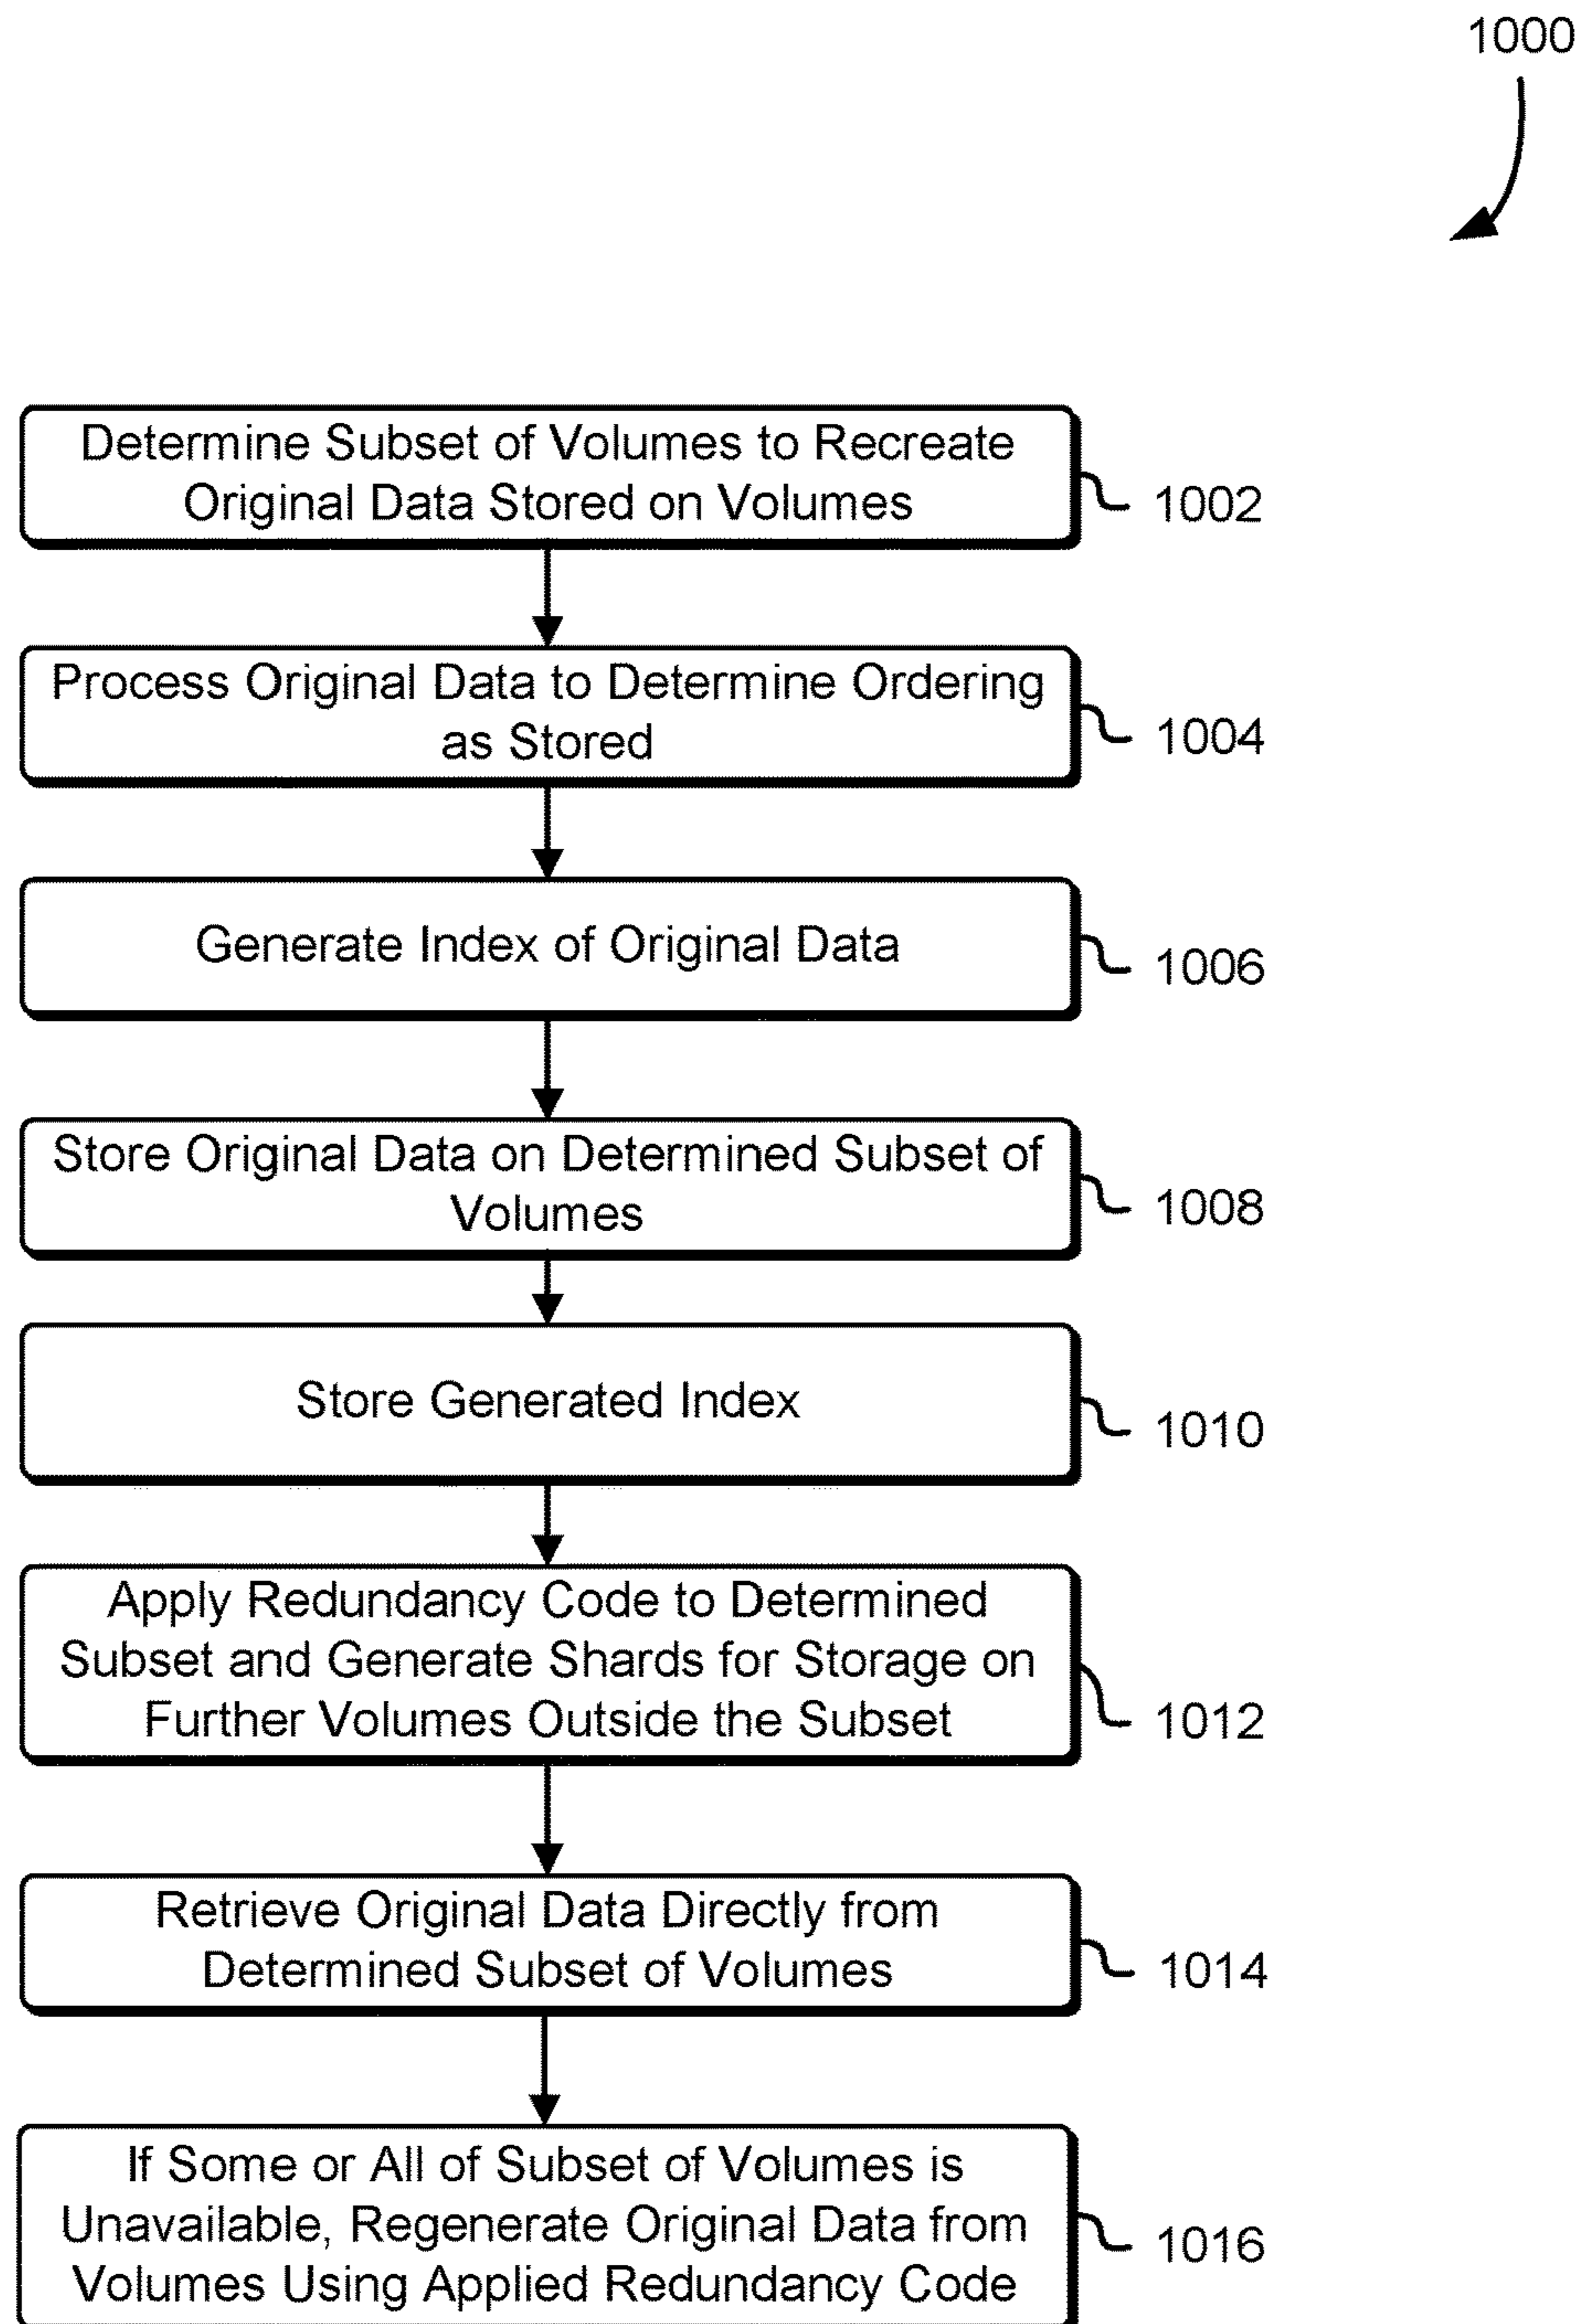 1000
Determine Subset of Volumes to Recreate
Original Data Stored on Volumes
1002
Process Original Data to Determine Ordering
as Stored
1004
Generate Index of Original Data
1006
Store Original Data on Determined Subset of
Volumes
1008
Store Generated Index
1010
Apply Redundancy Code to Determined
Subset and Generate Shards for Storage on
Further Volumes Outside the Subset
1012
Retrieve Original Data Directly from
Determined Subset of Volumes
1014
If Some or All of Subset of Volumes is
Unavailable, Regenerate Original Data from
Volumes Using Applied Redundancy Code
1016